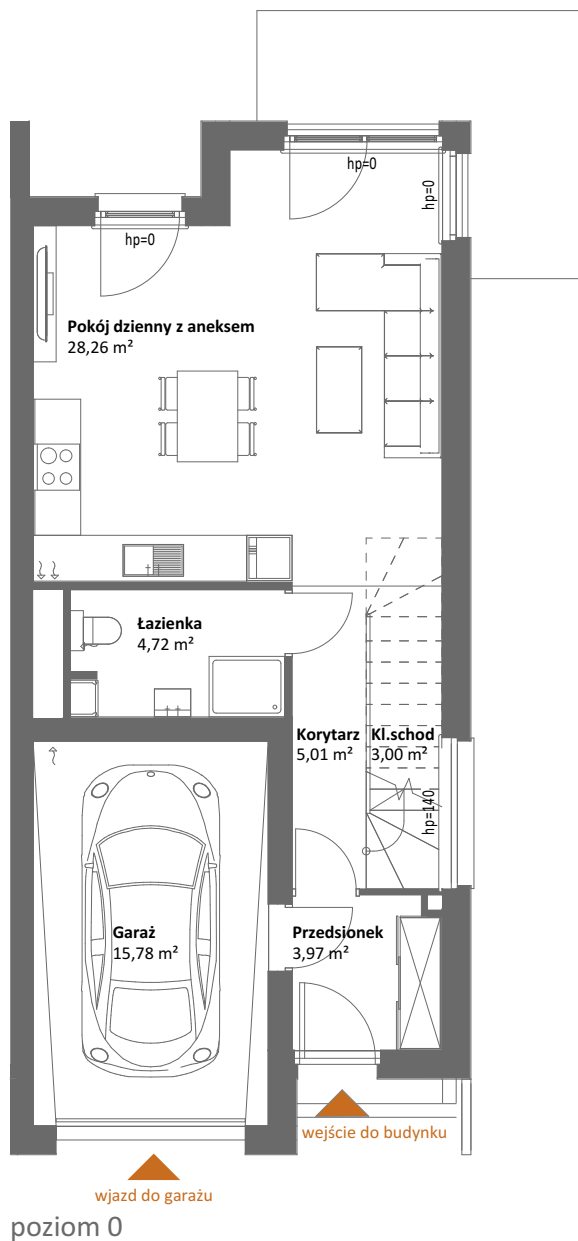 hp=0
hp=0
hp=0
Pokój dzienny z aneksem
28,26 m²
Łazienka
4,72 m²
Korytarz
5,01 m²
Kl.schod
3,00 m²
hp=140
Garaż
15,78 m²
Przedsionek
3,97 m²
wejście do budynku
wjazd do garażu
poziom 0